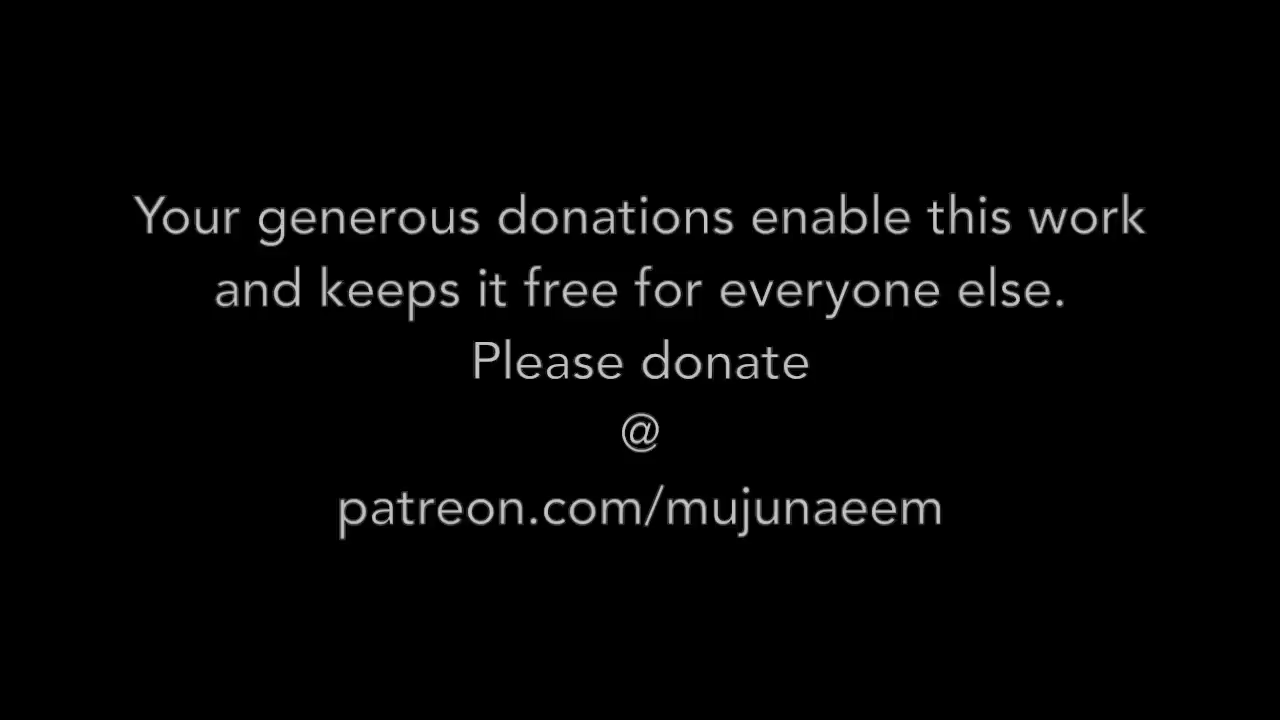 Your generous donations enable this work
and keeps it free for everyone else.
Please donate
@
patreon.com/mujunaeem